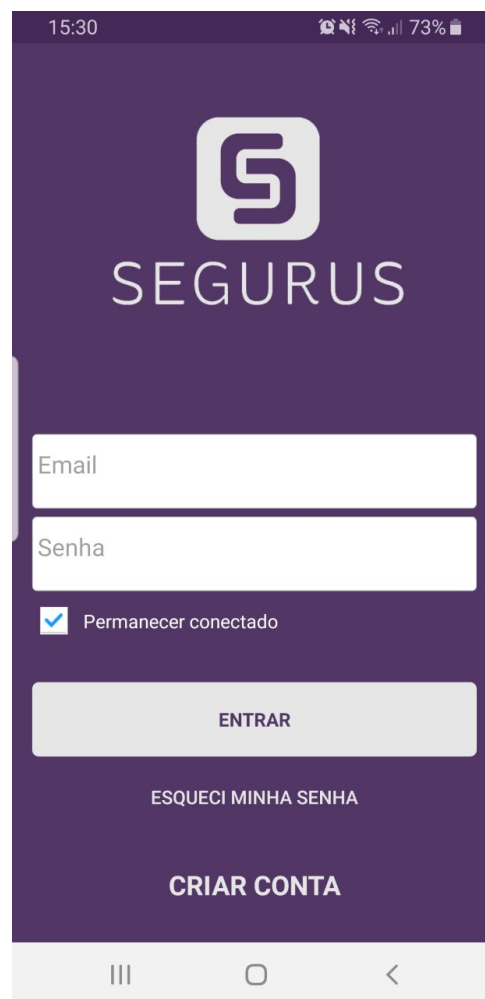 15:30 73%
SEGURUS
Email
Senha
Permanecer conectado
ENTRAR
ESQUECI MINHA SENHA
CRIAR CONTA